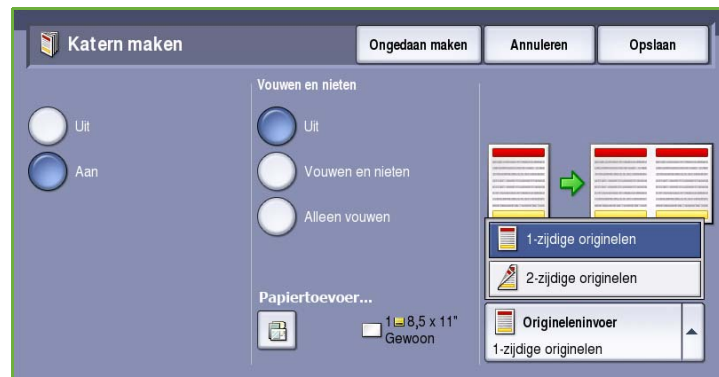 Katern maken
Ongedaan maken
Annuleren
Opslaan
Uit
Aan
Vouwen en nieten
Uit
Vouwen en nieten
Alleen vouwen
Papiertoevoer...
1 8,5 x 11"
Gewoon
1-zijdige originelen
2-zijdige originelen
Origineleninvoer
1-zijdige originelen